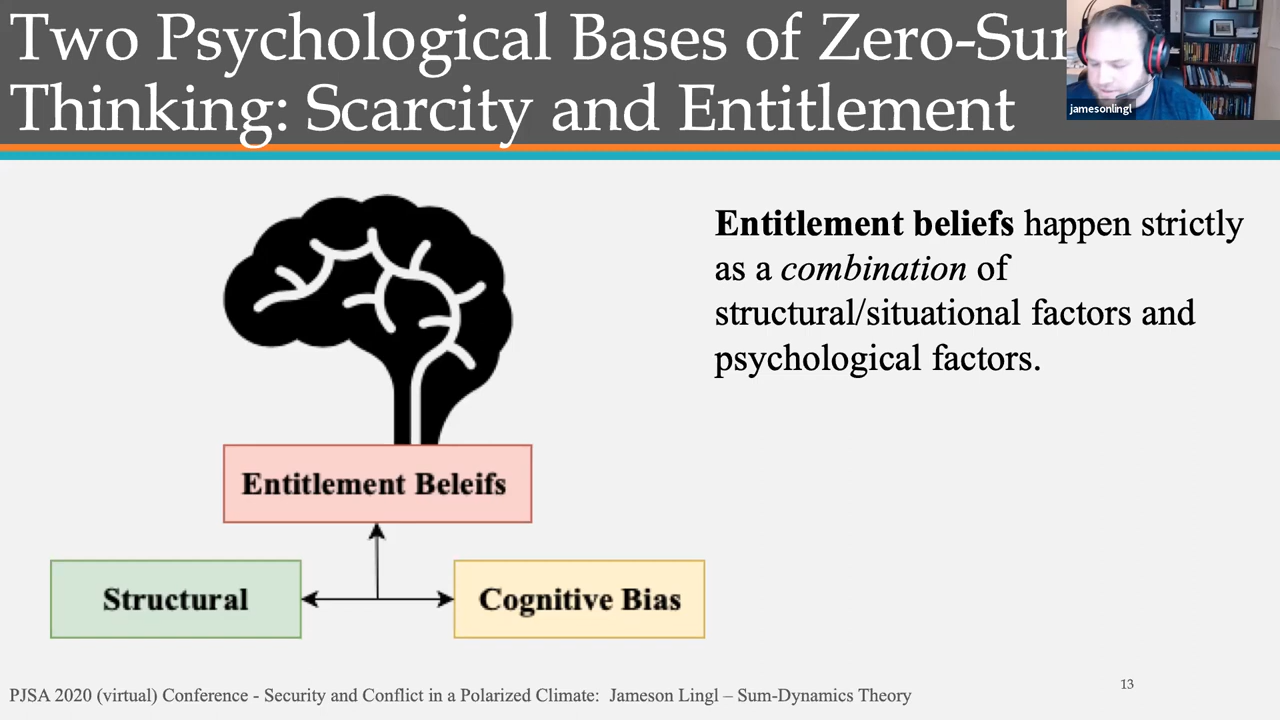 Two Psychological Bases of Zero-Sum
Thinking: Scarcity and Entitlement
jamesonlingl
Entitlement beliefs happen strictly
as a combination of
structural/situational factors and
psychological factors.
Entitlement Beleifs
Structural
Cognitive Bias
PJSA 2020 (virtual) Conference - Security and Conflict in a Polarized Climate: Jameson Lingl – Sum-Dynamics Theory
13